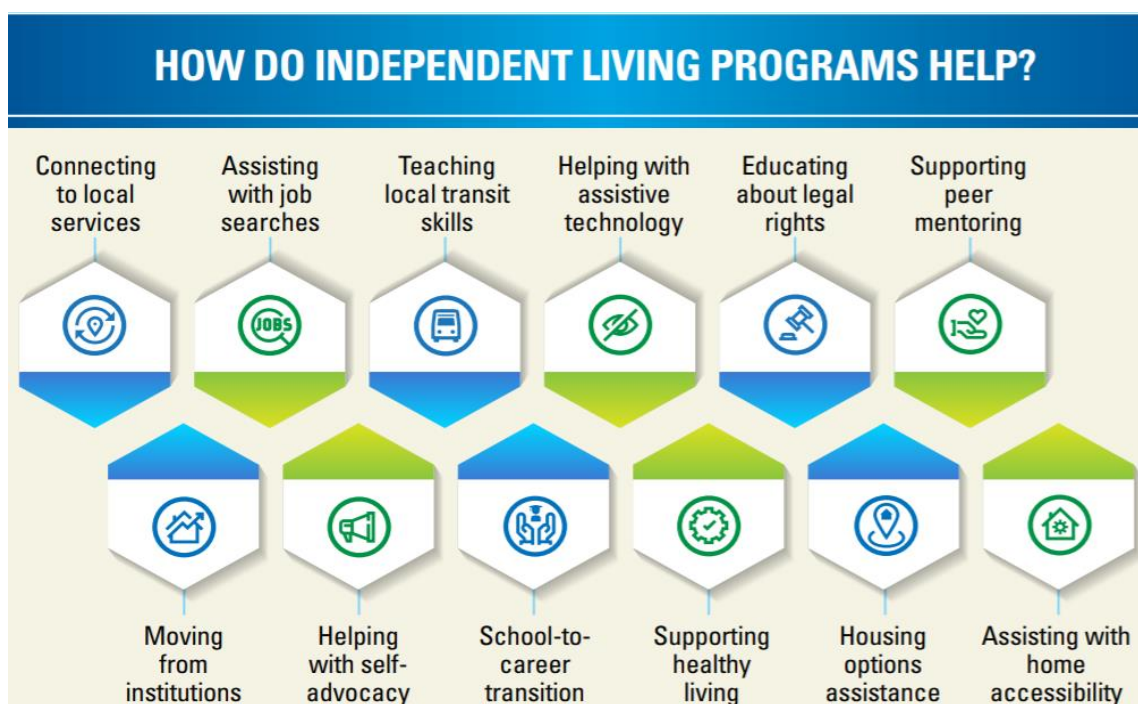 HOW DO INDEPENDENT LIVING PROGRAMS HELP?
Connecting
to local
services
Assisting
with job
searches
Teaching
local transit
skills
Helping with
assistive
technology
Educating
about legal
rights
Supporting
peer
mentoring
JOBS
Moving
from
institutions
Helping
with self-
advocacy
School-to-
career
transition
Supporting
healthy
living
Housing
options
assistance
Assisting with
home
accessibility